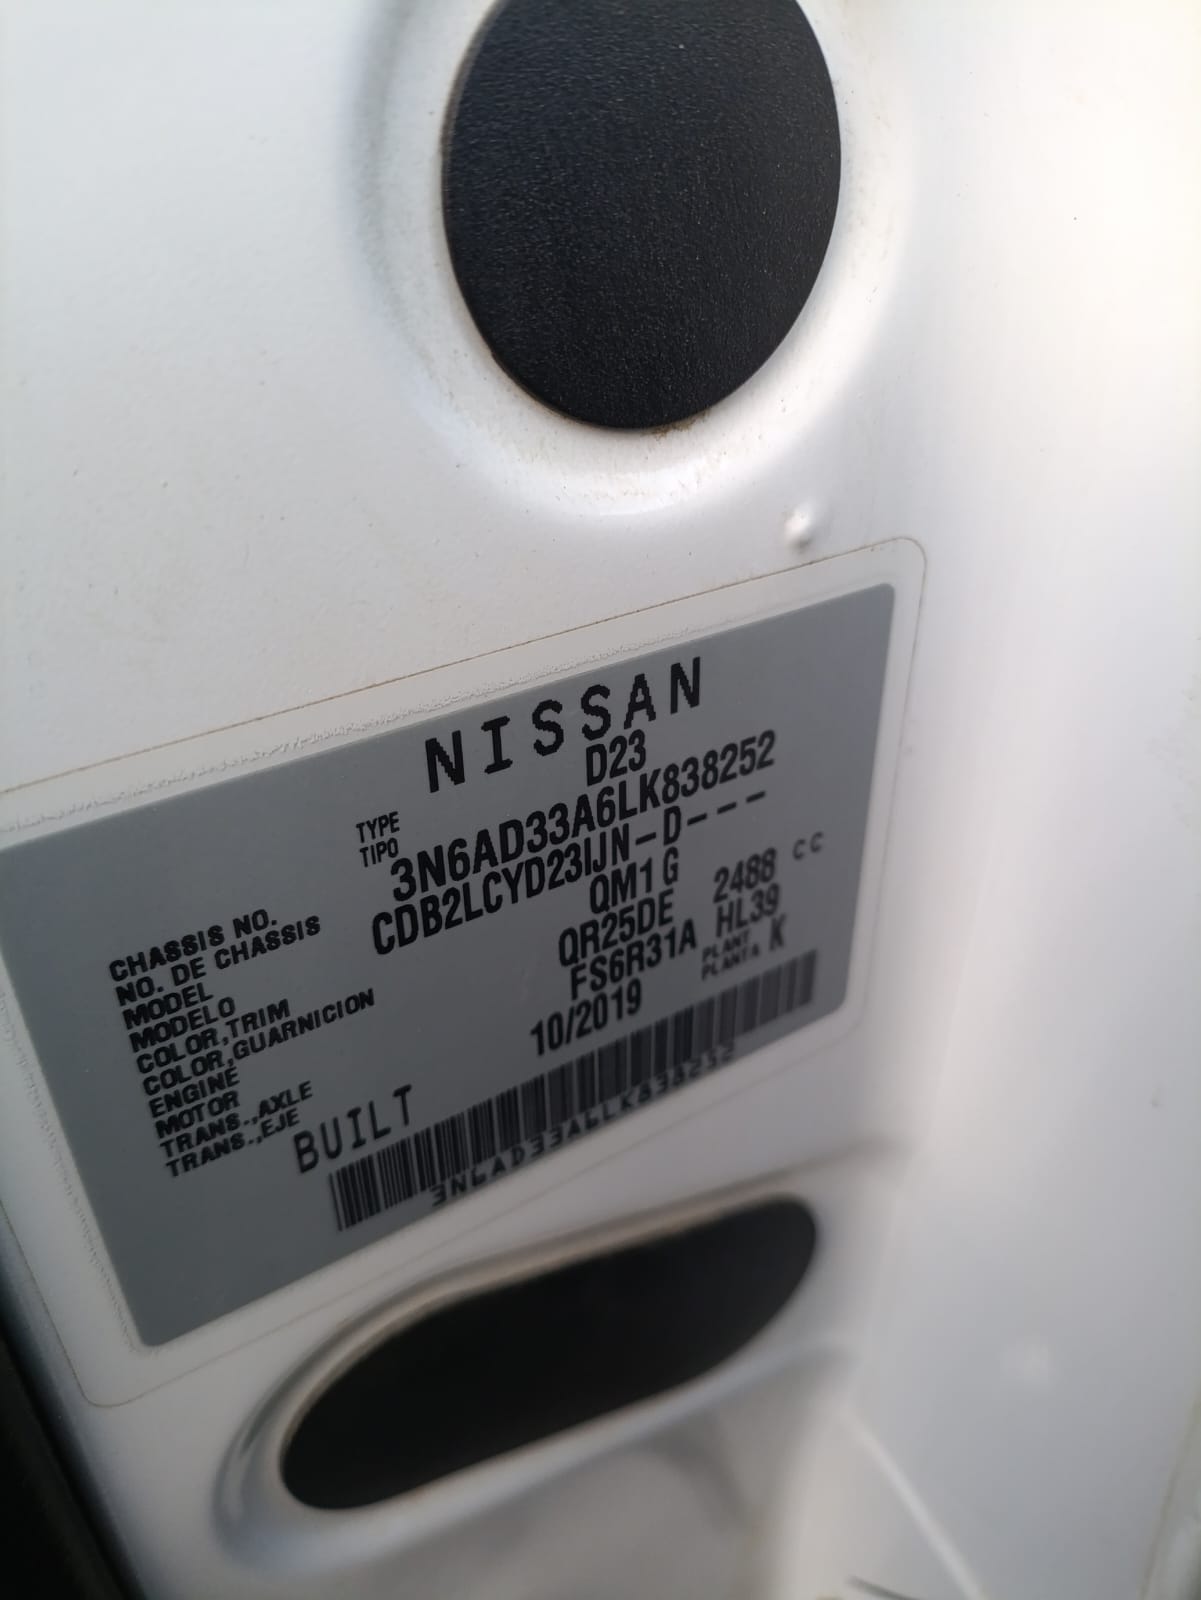 NISSAN
TYPE
TIPO D23
CHASSIS NO.
NO. DE CHASSIS 3N6AD33A6LK838252
MODEL
MODELO CDB2LCYD23IJN-D---
COLOR,TRIM
COLOR,GUARNICION QM1 G
ENGINE
MOTOR QR25DE 2488 CC
TRANS.,AXLE
TRANS.,EJE FS6R31A HL39
BUILT 10/2019 PLANT
PLANTA K
3N6AD33A6LK838252